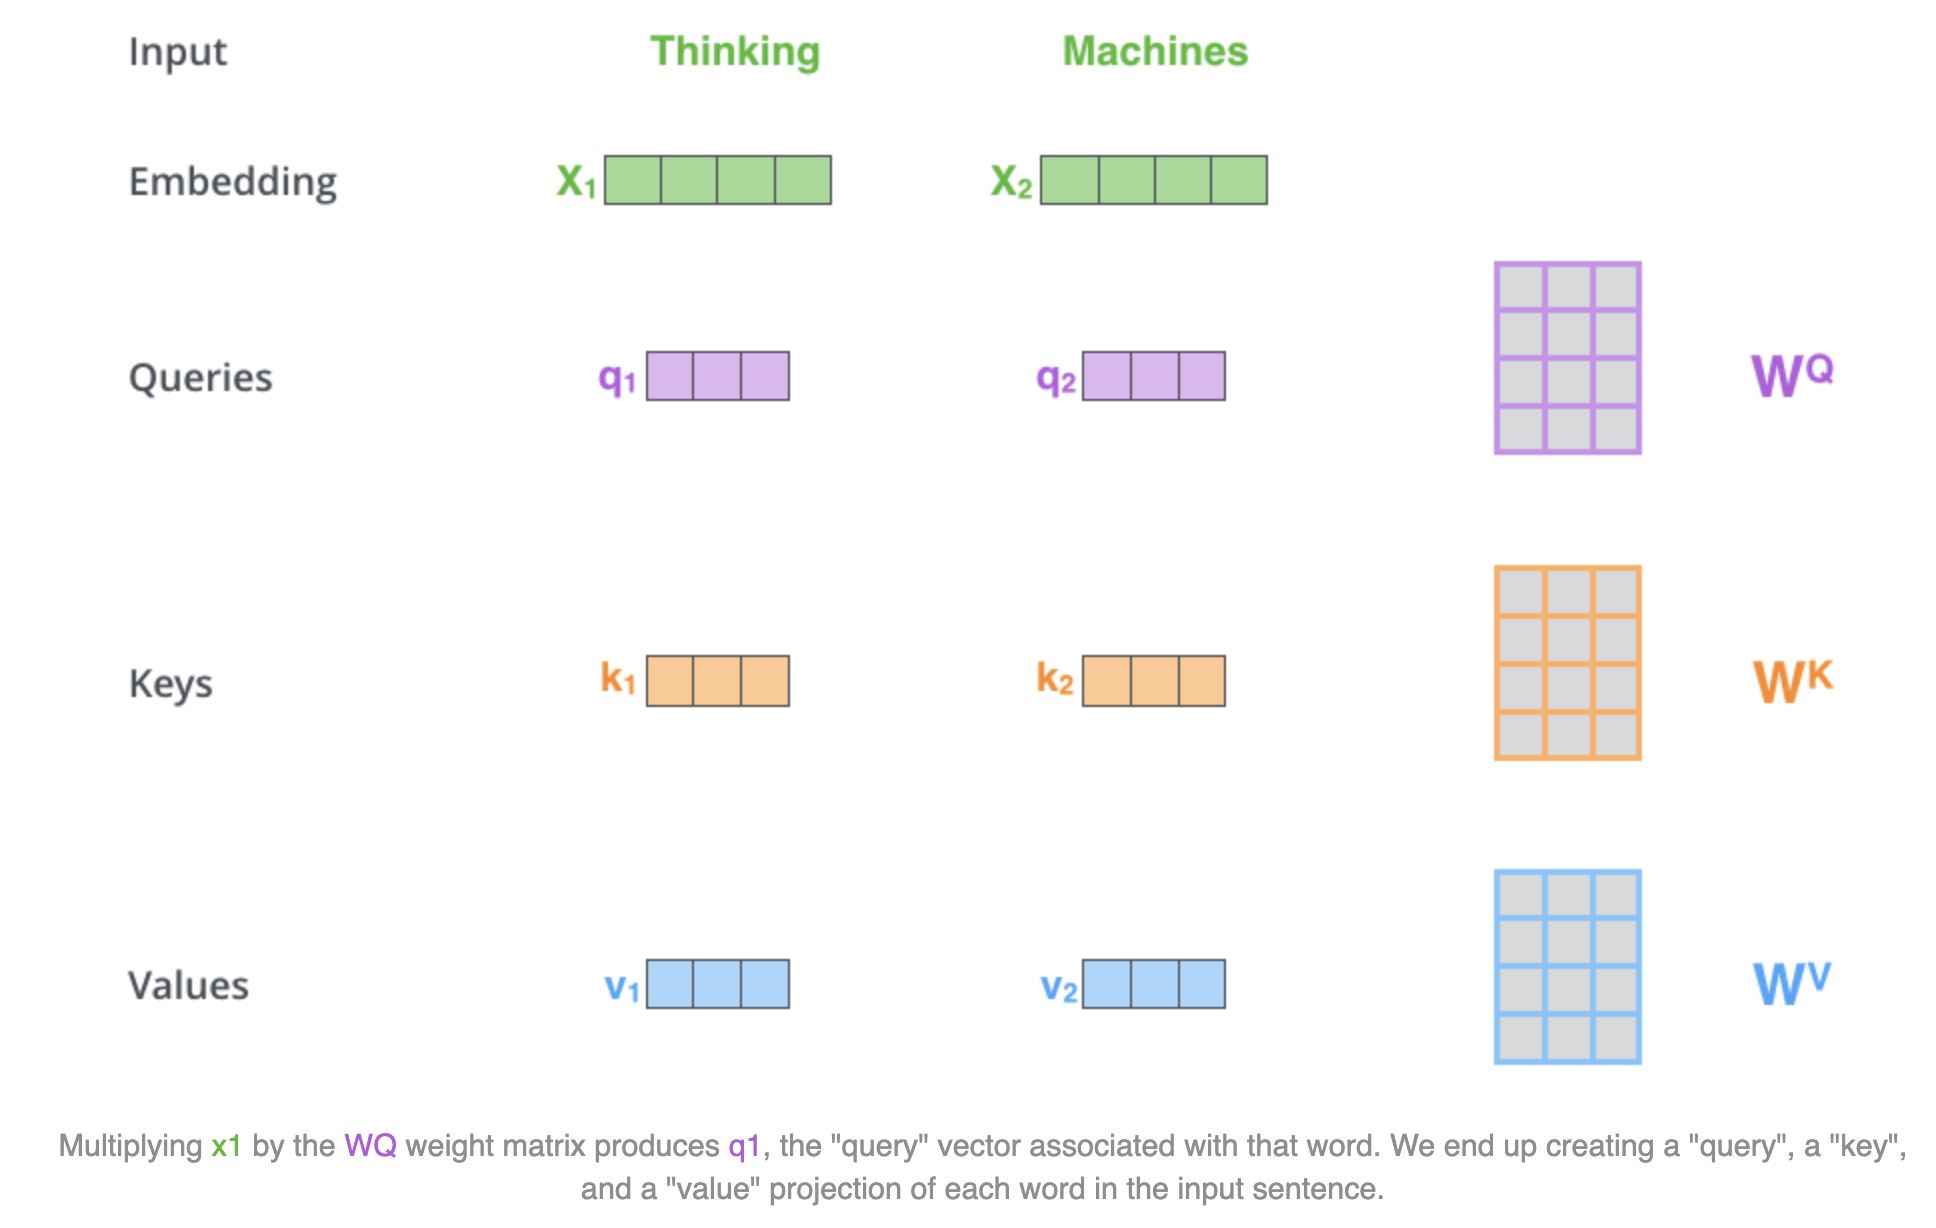 Input Thinking Machines
Embedding X1 X2
Queries q1 q2 WQ
Keys k1 k2 WK
Values v1 v2 WV
Multiplying x1 by the WQ weight matrix produces q1, the "query" vector associated with that word. We end up creating a "query", a "key",
and a "value" projection of each word in the input sentence.